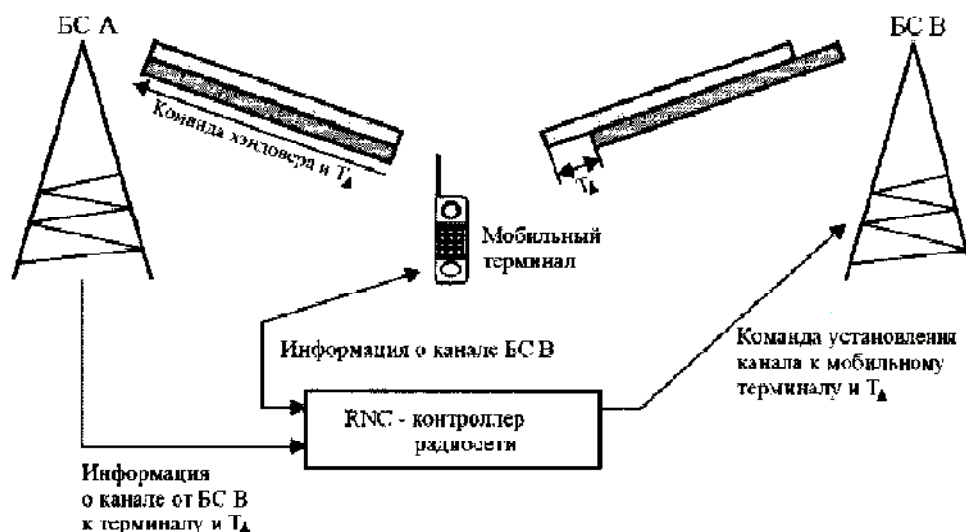 БС А
БС В
Команда хэндовера и T▲
T▲
Мобильный
терминал
Информация о канале БС В
Команда установления
канала к мобильному
терминалу и T▲
RNC - контроллер
радиосети
Информация
о канале от БС В
к терминалу и T▲